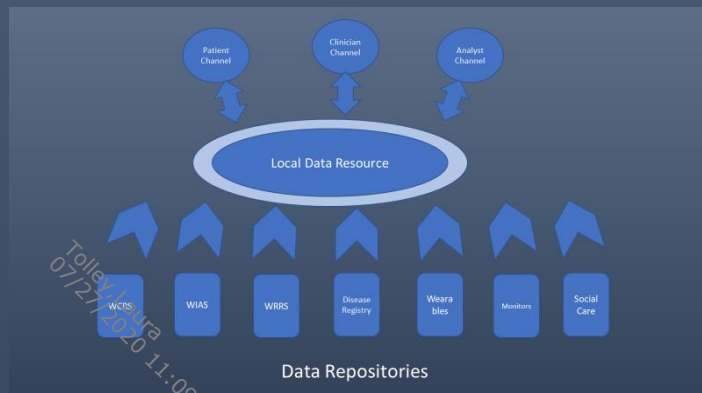 Patient
Channel
Clinician
Channel
Analyst
Channel
Local Data Resource
WCRS
WIAS
WRRS
Disease
Registry
Weara
bles
Monitors
Social
Care
Data Repositories
Tolley, Laura
07/27/2020 11:09